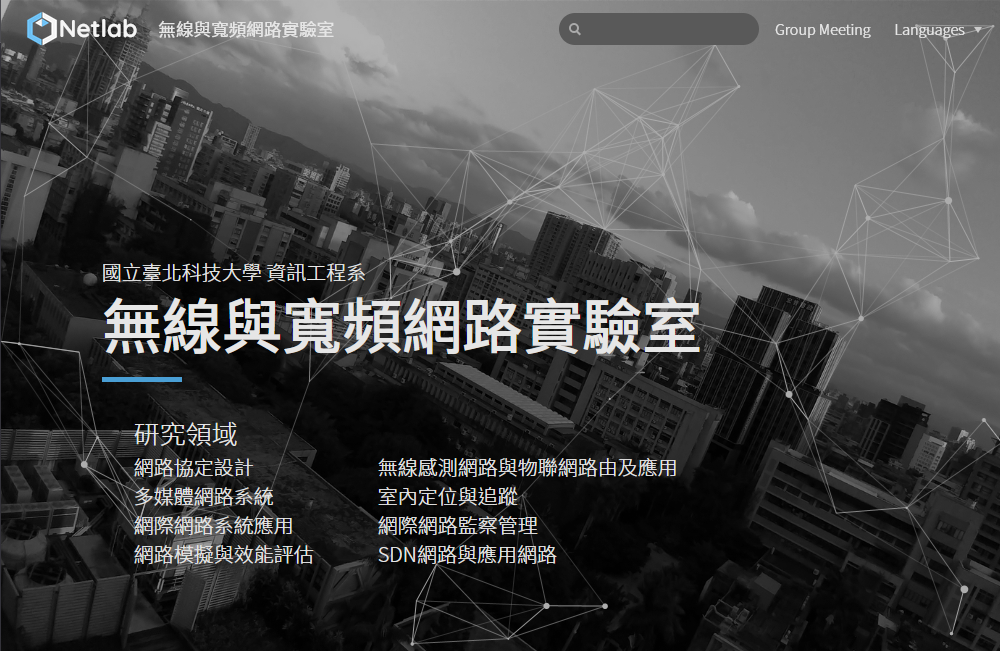 Netlab 無線與寬頻網路實驗室
Group Meeting
Languages
國立臺北科技大學 資訊工程系
無線與寬頻網路實驗室
研究領域
網路協定設計
多媒體網路系統
網際網路系統應用
網路模擬與效能評估
無線感測網路與物聯網路由及應用
室內定位與追蹤
網際網路監察管理
SDN網路與應用網路